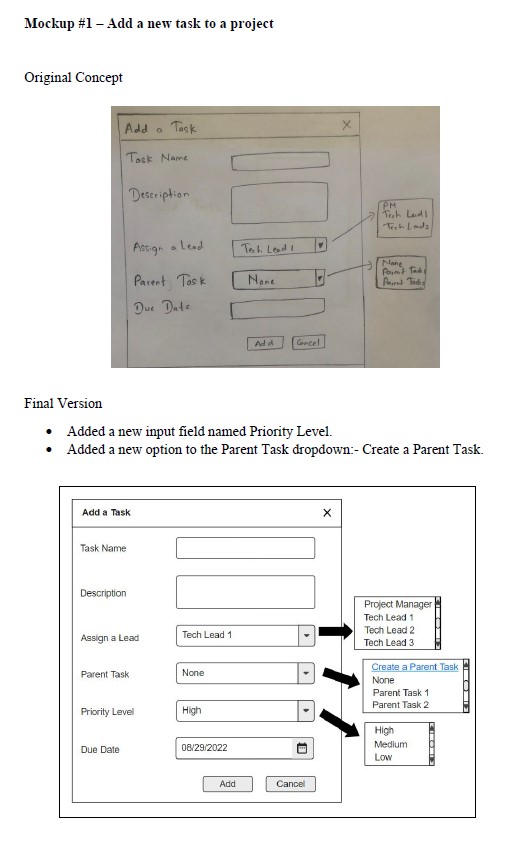 Mockup #1 – Add a new task to a project
Original Concept
Add a Task X
Task Name
Description
PM
Tech Lead 1
Tech Lead 2
Assign a Lead Tech Lead 1
None
Parent Task 1
Parent Task 2
Parent Task None
Due Date
Add Cancel
Final Version
• Added a new input field named Priority Level.
• Added a new option to the Parent Task dropdown:- Create a Parent Task.
Add a Task X
Task Name
Description
Assign a Lead Tech Lead 1
Project Manager
Tech Lead 1
Tech Lead 2
Tech Lead 3
Parent Task None
Create a Parent Task
None
Parent Task 1
Parent Task 2
Priority Level High
High
Medium
Low
Due Date 08/29/2022
Add Cancel